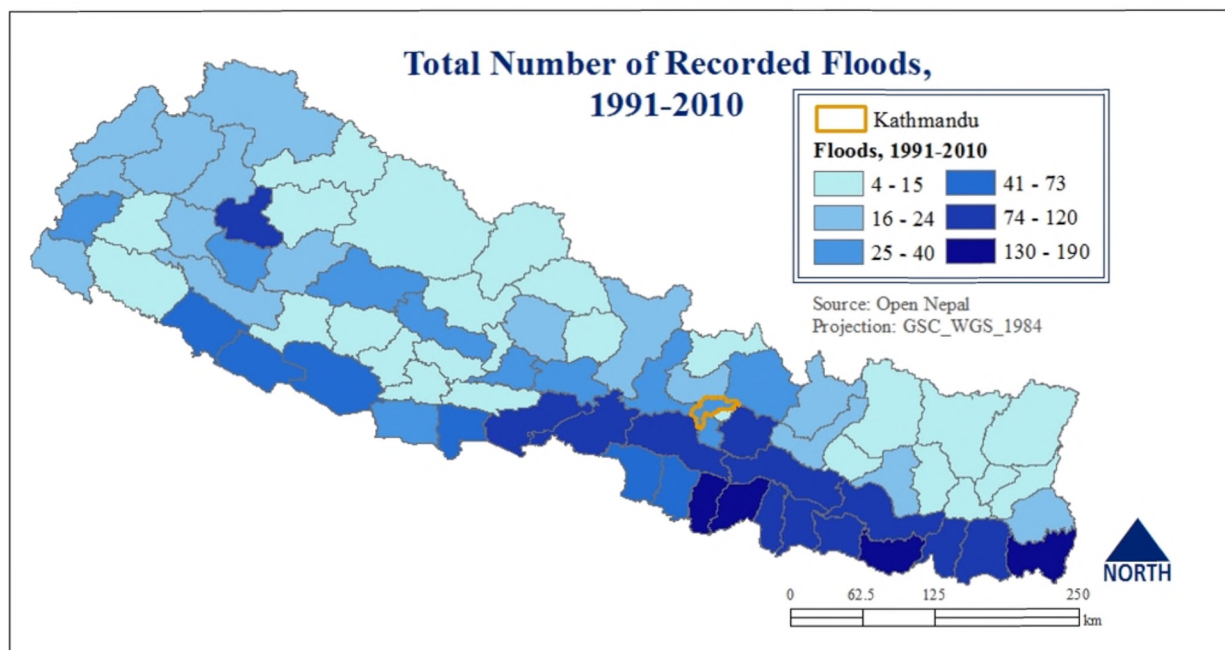 Total Number of Recorded Floods,
1991-2010
Kathmandu
Floods, 1991-2010
4 - 15
41 - 73
16 - 24
74 - 120
25 - 40
130 - 190
Source: Open Nepal
Projection: GSC_WGS_1984
NORTH
0 62.5 125 250
km